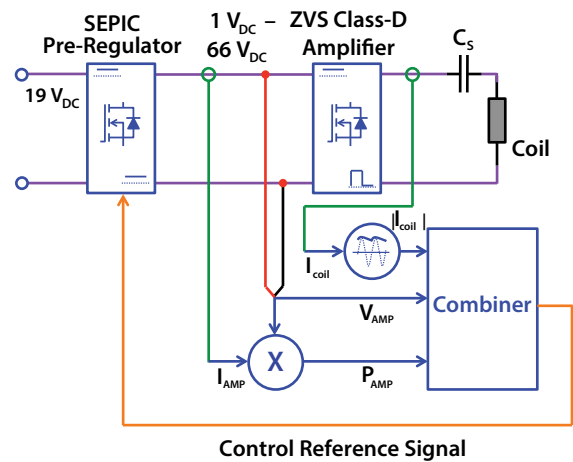 SEPIC
Pre-Regulator
1 VDC –
66 VDC
ZVS Class-D
Amplifier
CS
19 VDC
Coil
|Icoil |
Icoil
VAMP
Combiner
X
IAMP
PAMP
Control Reference Signal